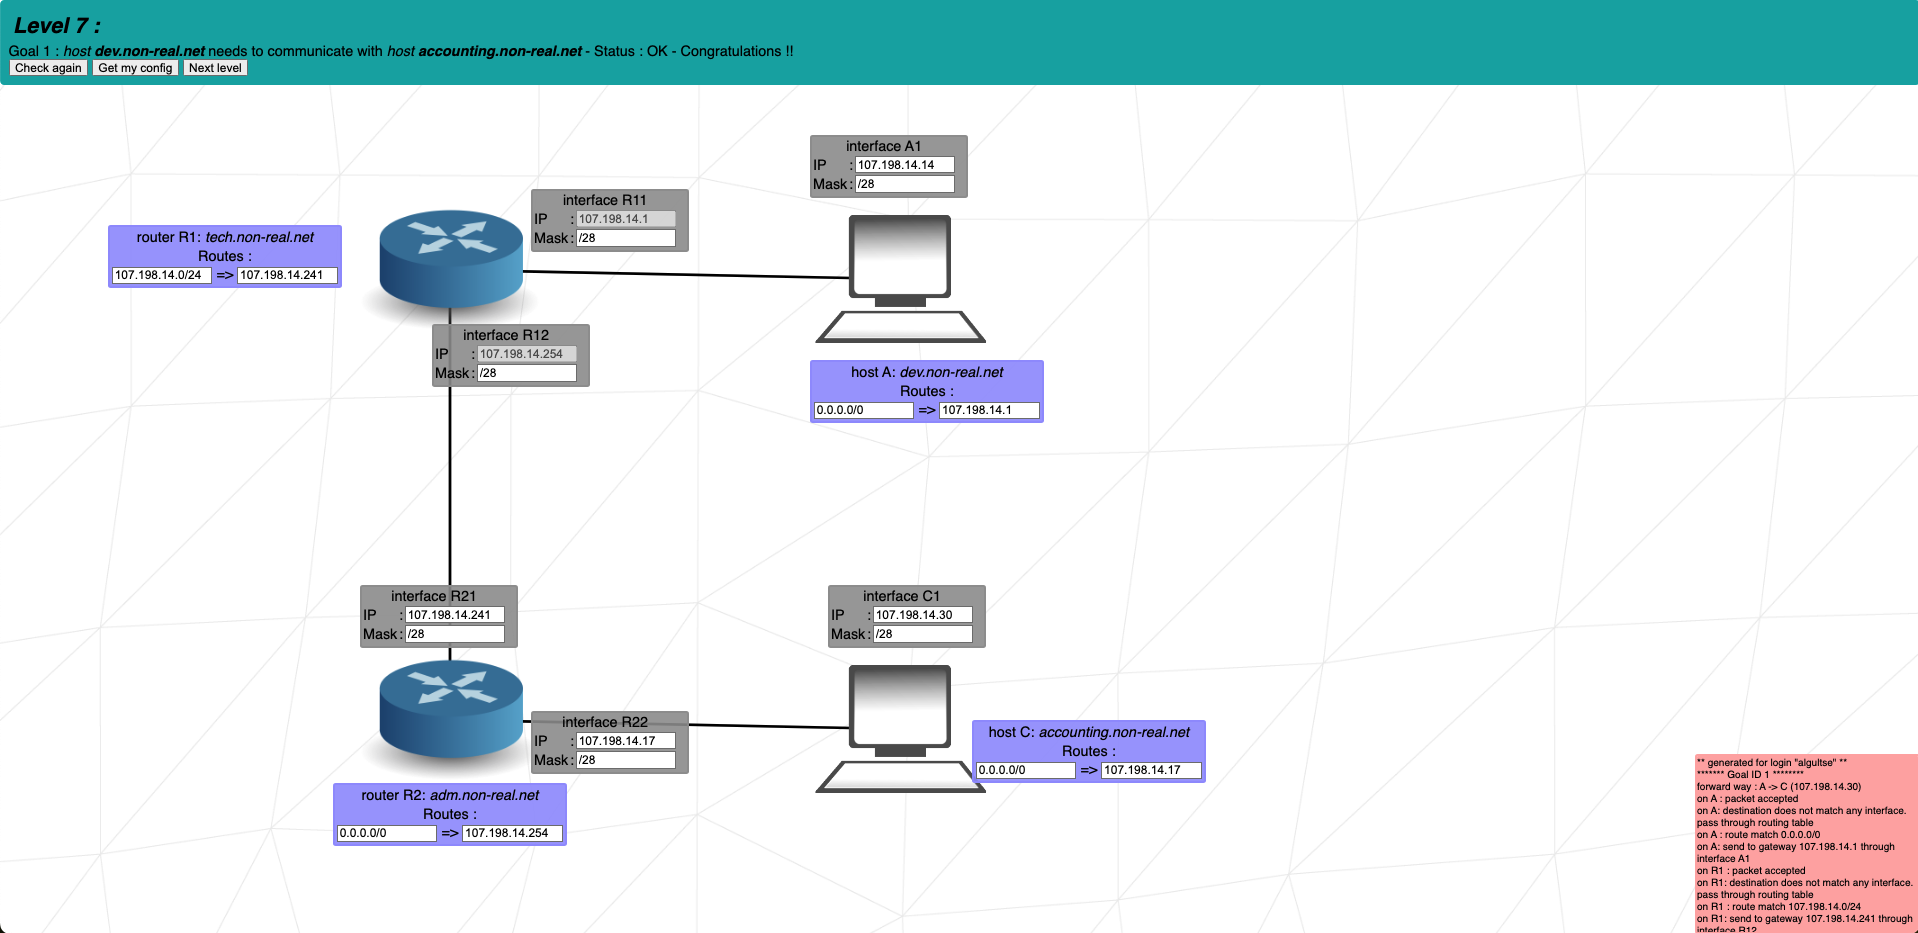 Level 7 :
Goal 1 : host dev.non-real.net needs to communicate with host accounting.non-real.net - Status : OK - Congratulations !!
Check again Get my config Next level
interface A1
IP : 107.198.14.14
Mask : /28
interface R11
IP : 107.198.14.1
Mask : /28
router R1: tech.non-real.net
Routes :
107.198.14.0/24 => 107.198.14.241
interface R12
IP : 107.198.14.254
Mask : /28
host A: dev.non-real.net
Routes :
0.0.0.0/0 => 107.198.14.1
interface R21
IP : 107.198.14.241
Mask : /28
interface C1
IP : 107.198.14.30
Mask : /28
interface R22
IP : 107.198.14.17
Mask : /28
host C: accounting.non-real.net
Routes :
0.0.0.0/0 => 107.198.14.17
router R2: adm.non-real.net
Routes :
0.0.0.0/0 => 107.198.14.254
** generated for login "algultse" **
******* Goal ID 1 ********
forward way : A -> C (107.198.14.30)
on A : packet accepted
on A: destination does not match any interface.
pass through routing table
on A : route match 0.0.0.0/0
on A: send to gateway 107.198.14.1 through
interface A1
on R1 : packet accepted
on R1: destination does not match any interface.
pass through routing table
on R1 : route match 107.198.14.0/24
on R1: send to gateway 107.198.14.241 through
interface R12